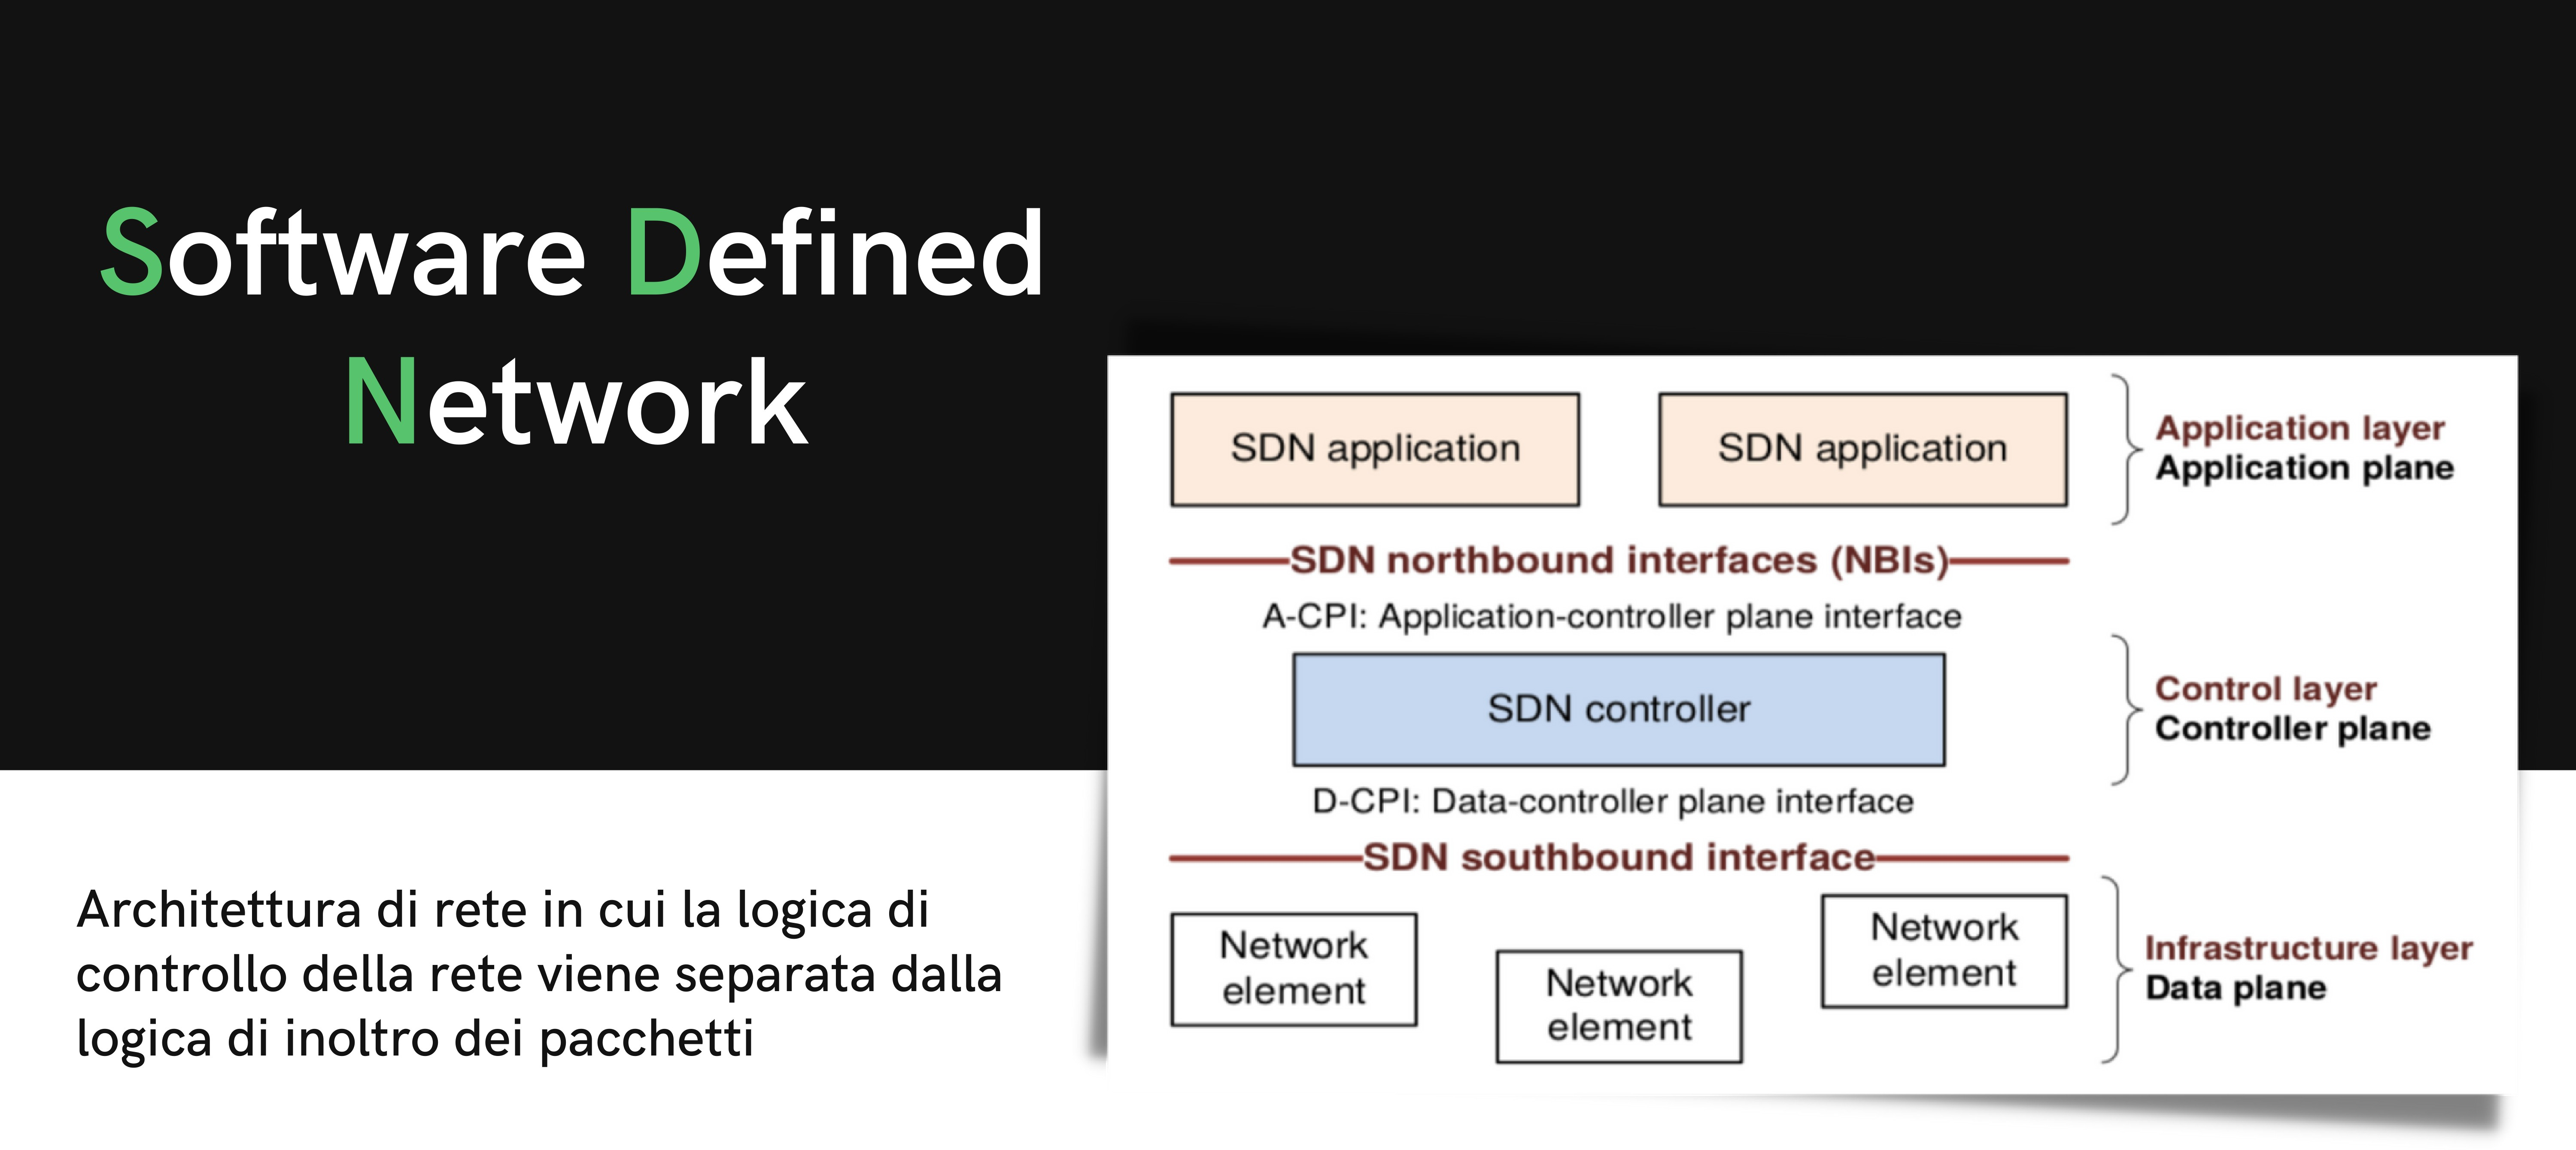 Software Defined
Network
Architettura di rete in cui la logica di
controllo della rete viene separata dalla
logica di inoltro dei pacchetti
SDN application
SDN application
Application layer
Application plane
SDN northbound interfaces (NBIs)
A-CPI: Application-controller plane interface
SDN controller
Control layer
Controller plane
D-CPI: Data-controller plane interface
SDN southbound interface
Network
element
Network
element
Network
element
Infrastructure layer
Data plane